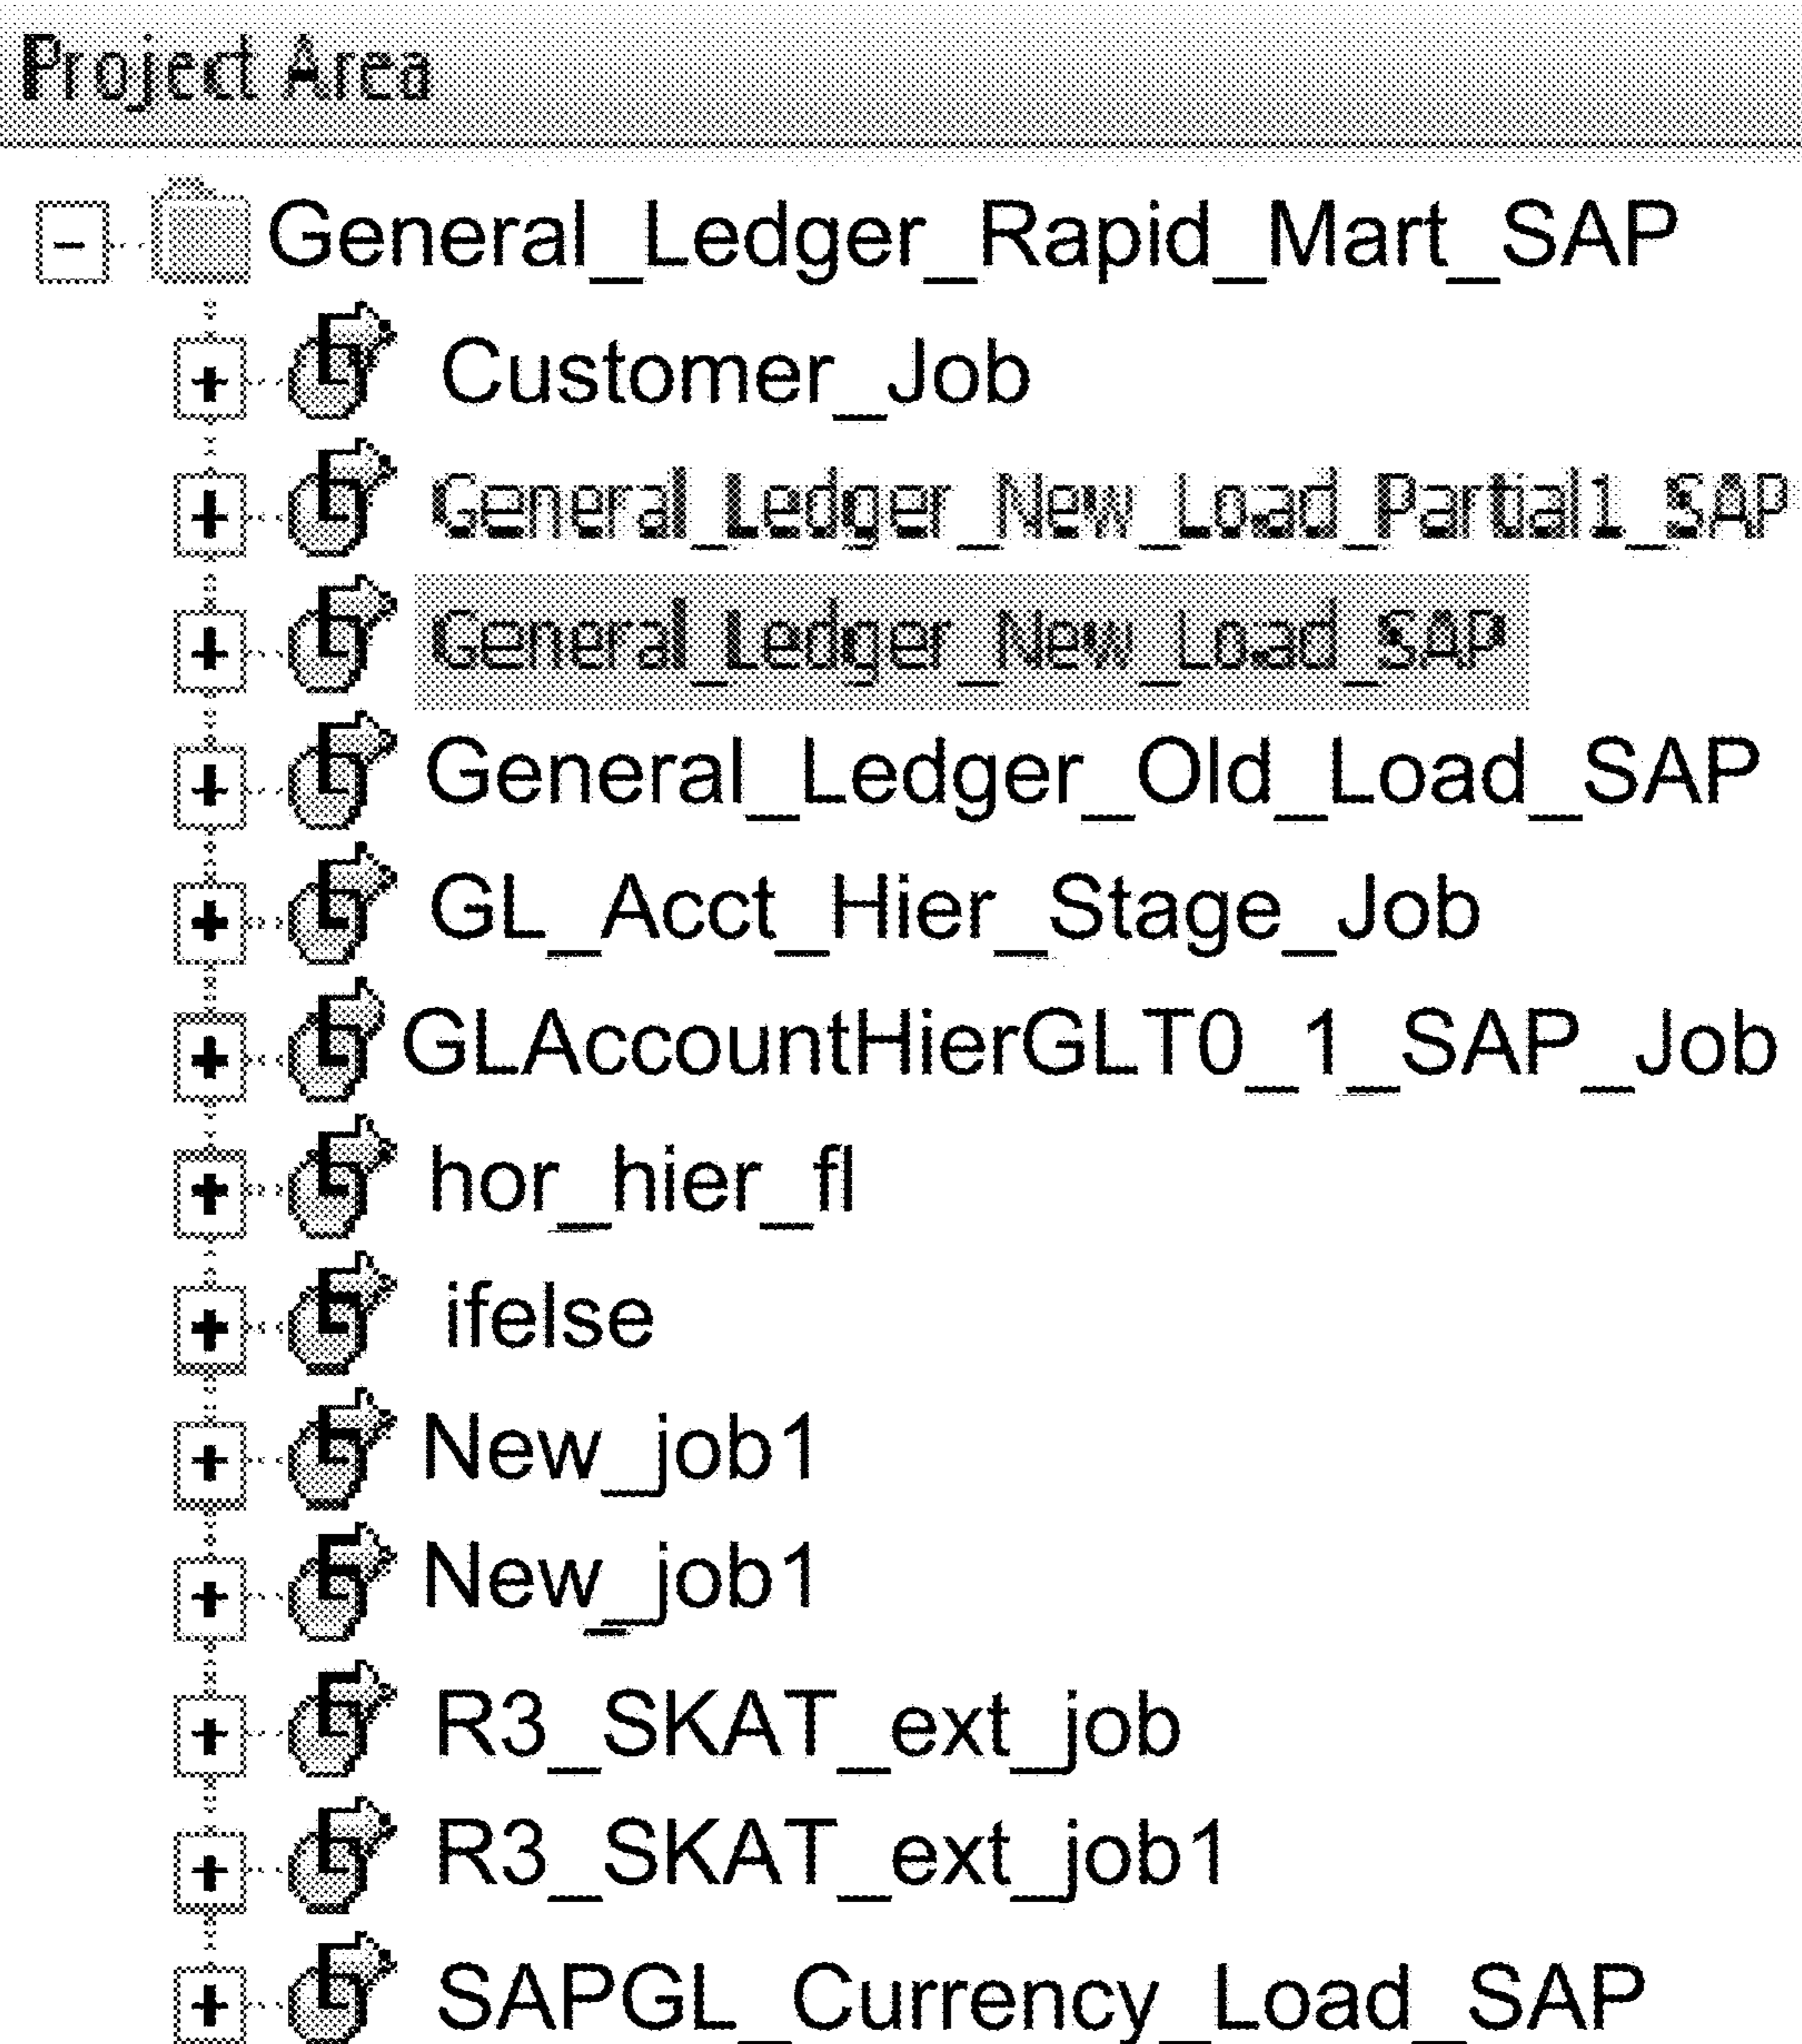 Project Area
General_Ledger_Rapid_Mart_SAP
Customer_Job
General_Ledger_New_Load_Partial1_SAP
General_Ledger_New_Load_SAP
General_Ledger_Old_Load_SAP
GL_Acct_Hier_Stage_Job
GLAccountHierGLT0_1_SAP_Job
hor_hier_fl
ifelse
New_job1
New_job1
R3_SKAT_ext_job
R3_SKAT_ext_job1
SAPGL_Currency_Load_SAP